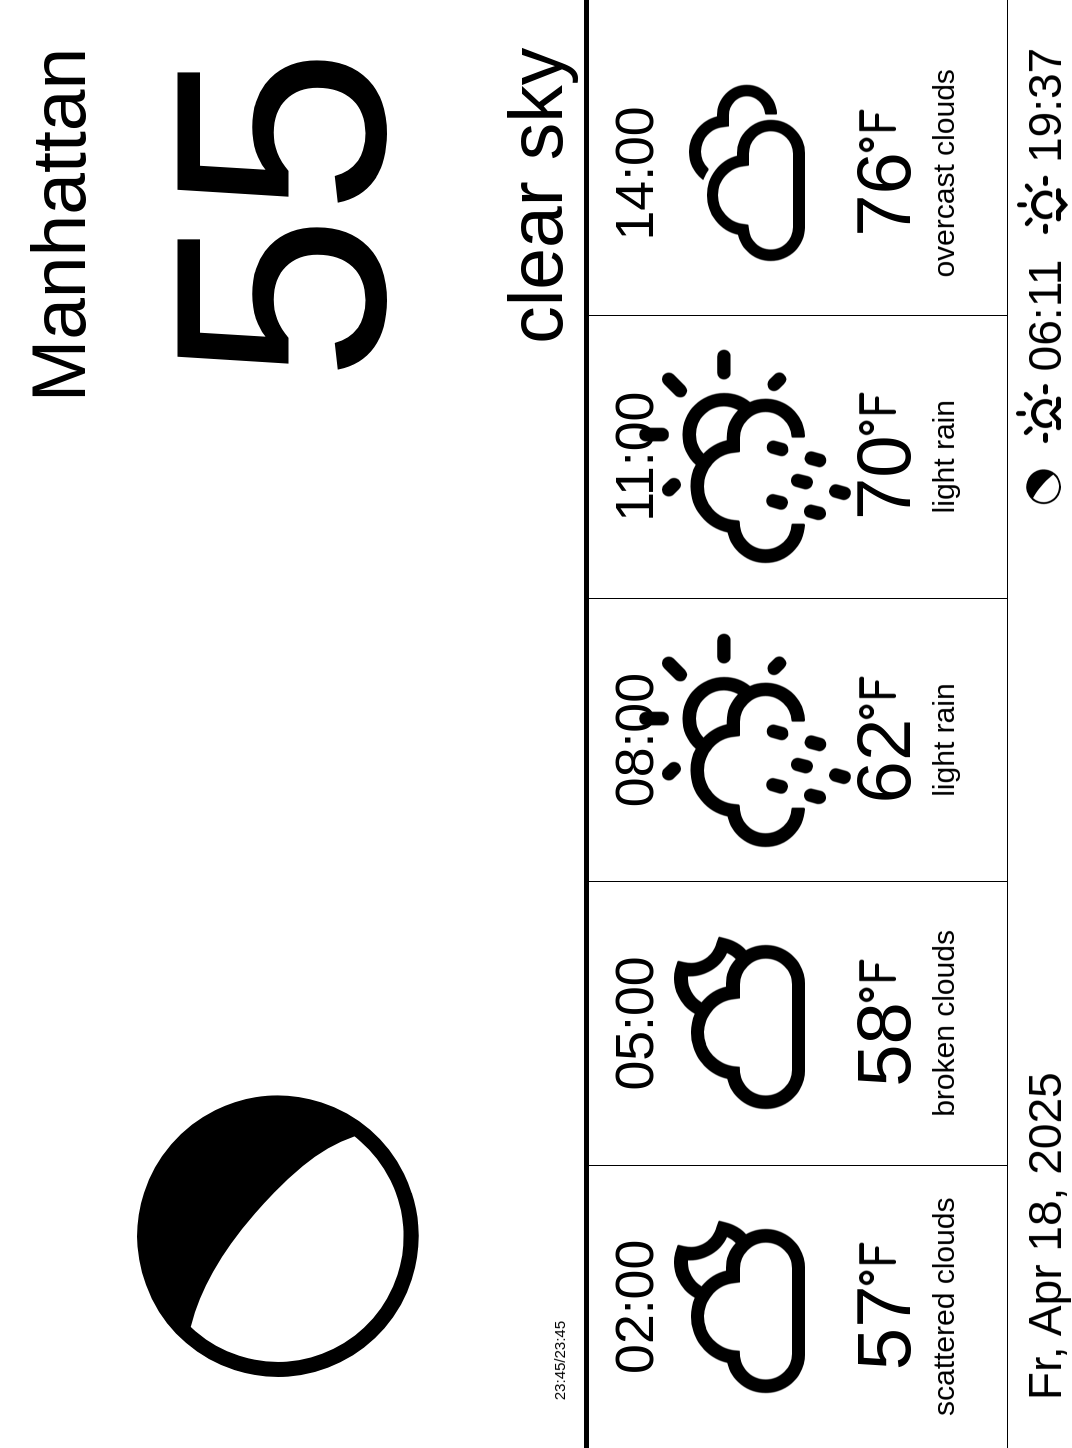 Manhattan
55
clear sky
23:45/23:45
02:00
57°F
scattered clouds
05:00
58°F
broken clouds
08:00
62°F
light rain
11:00
70°F
light rain
14:00
76°F
overcast clouds
Fr, Apr 18, 2025
06:11 19:37